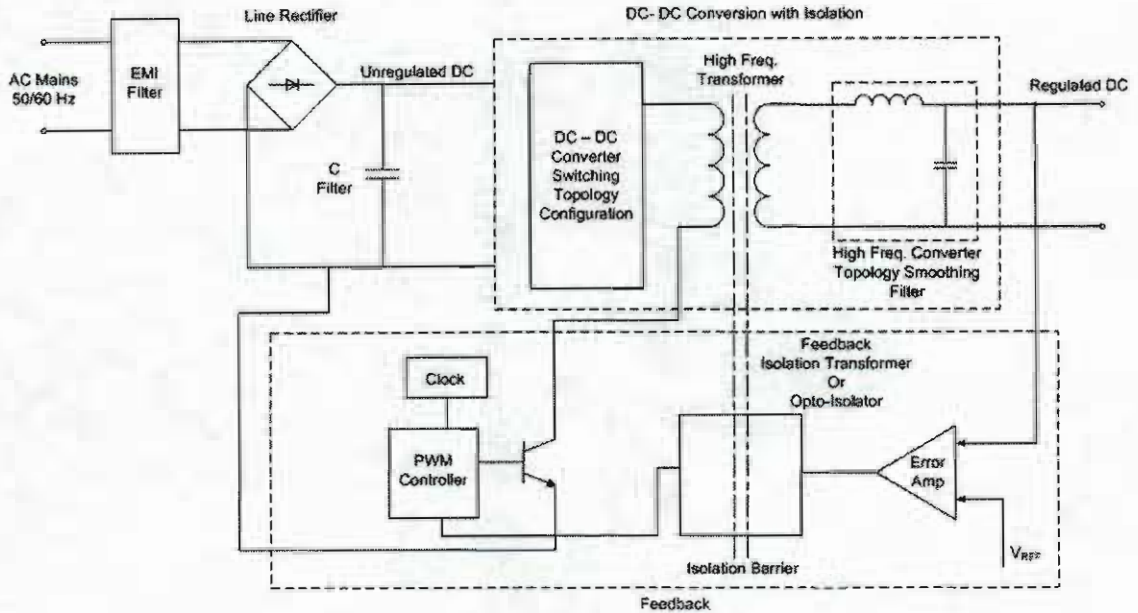 Line Rectifier
DC- DC Conversion with Isolation
AC Mains
50/60 Hz
EMI
Filter
Unregulated DC
C
Filter
DC – DC
Converter
Switching
Topology
Configuration
High Freq.
Transformer
Regulated DC
High Freq. Converter
Topology Smoothing
Filter
Feedback
Isolation Transformer
Or
Opto-Isolator
Clock
PWM
Controller
Error
Amp
VREF
Isolation Barrier
Feedback